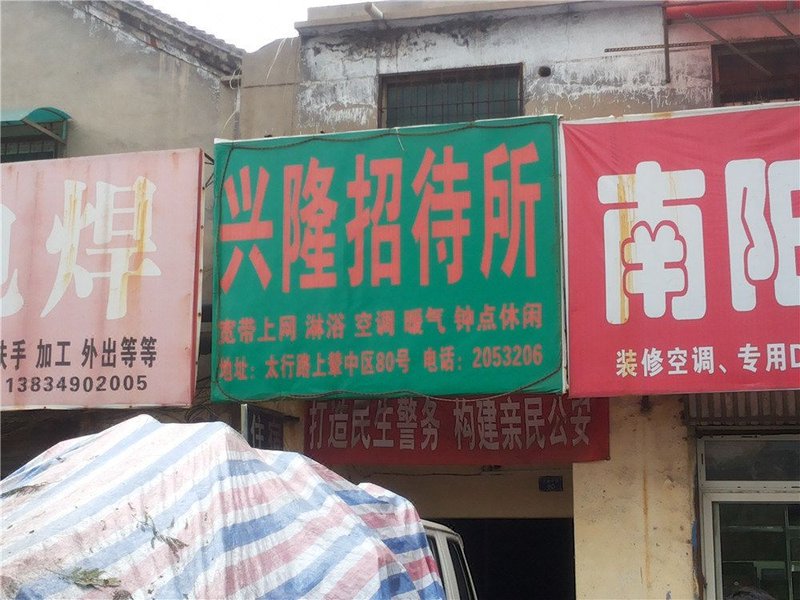 电焊
扶手 加工 外出等等
13834902005
兴隆招待所
宽带上网 淋浴 空调 暖气 钟点休闲
地址：太行路上辇中区80号 电话：2053206
南阳
装修空调、专用
打造民生警务 构建亲民公安